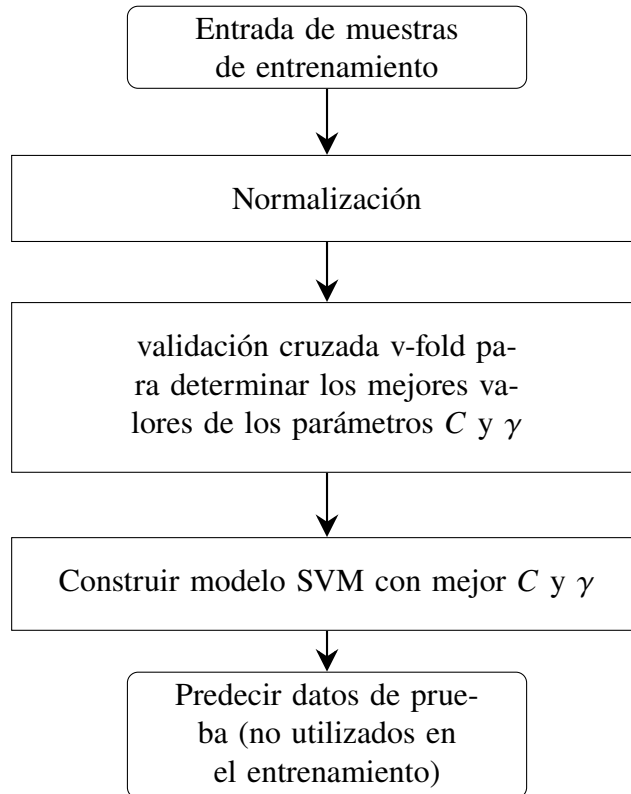 Entrada de muestras
de entrenamiento
Normalización
validación cruzada v-fold pa-
ra determinar los mejores va-
lores de los parámetros C y γ
Construir modelo SVM con mejor C y γ
Predecir datos de prue-
ba (no utilizados en
el entrenamiento)